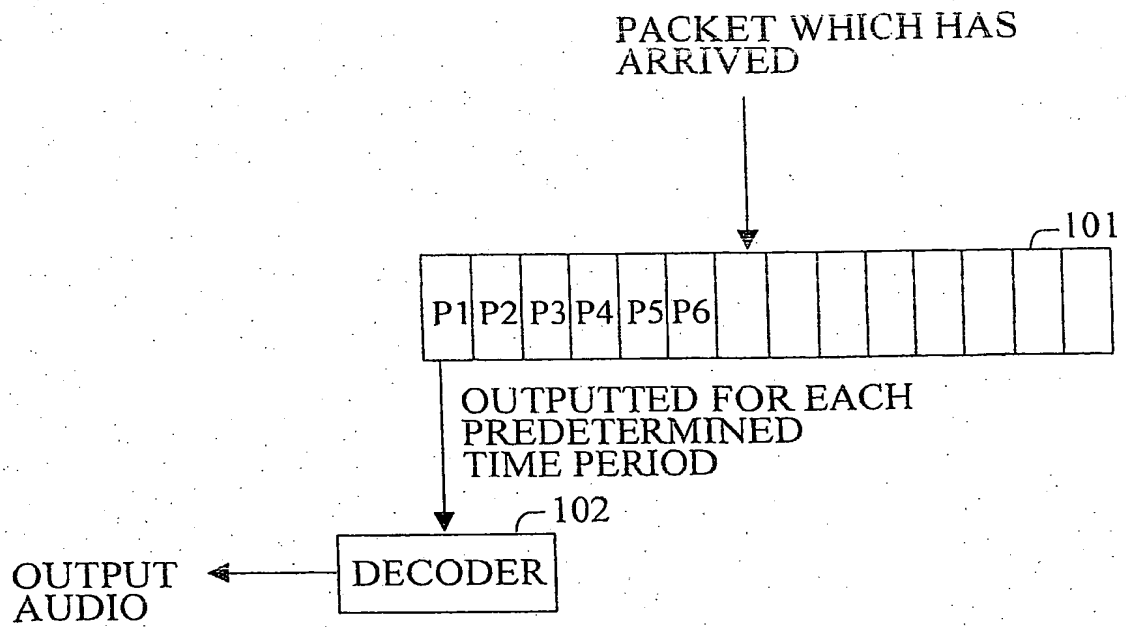 PACKET WHICH HAS
ARRIVED
101
P1 P2 P3 P4 P5 P6
OUTPUTTED FOR EACH
PREDETERMINED
TIME PERIOD
102
DECODER
OUTPUT
AUDIO